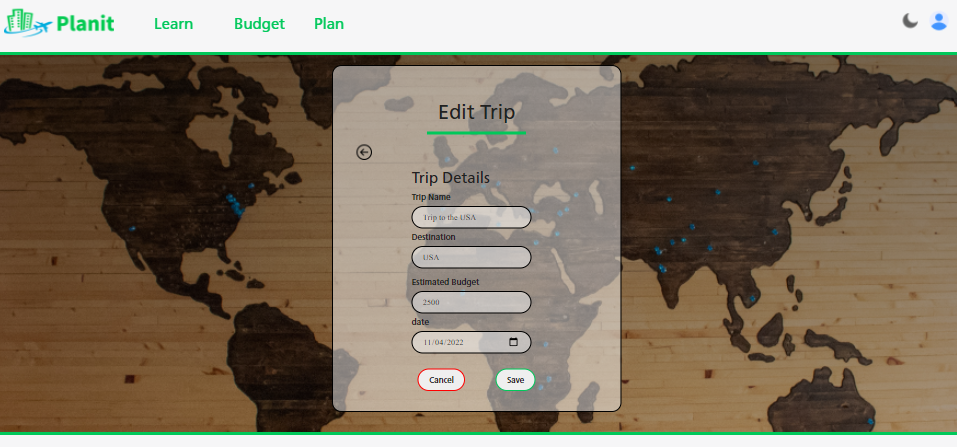 Planit
Learn Budget Plan
Edit Trip
Trip Details
Trip Name
Trip to the USA
Destination
USA
Estimated Budget
2500
date
11/04/2022
Cancel Save